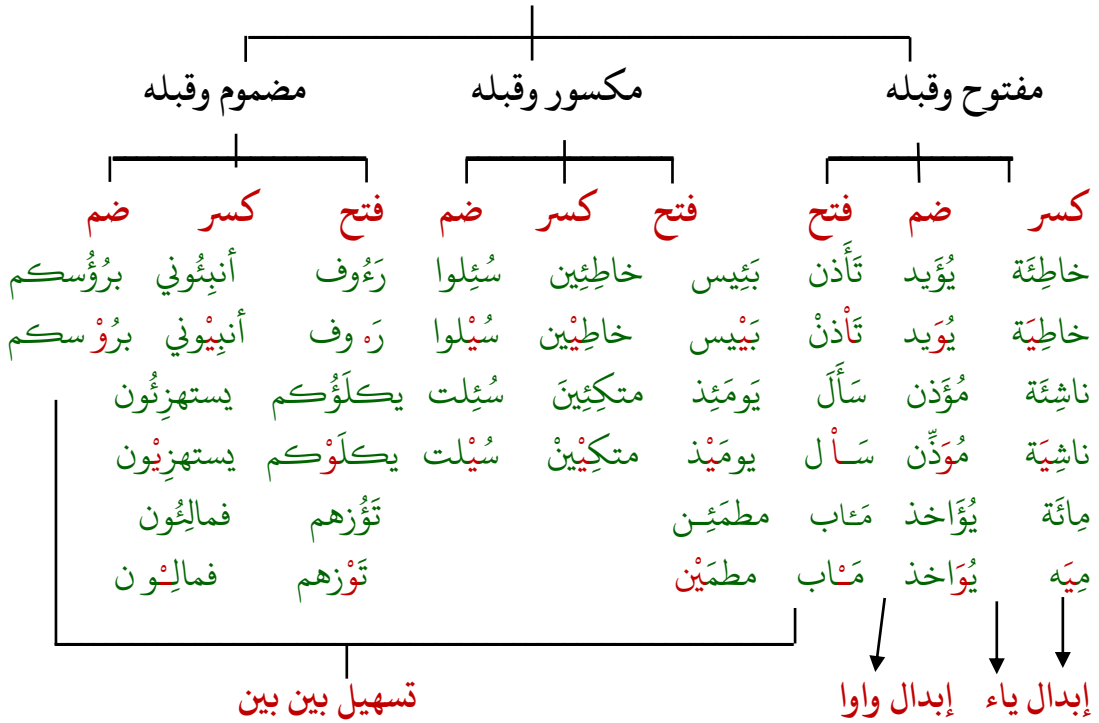 مفتوح وقبله مكسور وقبله مضموم وقبله
كسر ضم فتح فتح كسر ضم فتح كسر ضم
خاطِئَة يُؤَيد تَأَذن بَئِيس خاطِئِين سُئِلوا رَءُوف أنبِئُوني برُؤُسكم
خاطِيَة يُوَيد تَاْذنْ بَيْيس خاطِيْين سُيْلوا رَهْ وف أنبِيْوني برُوْ سكم
ناشِئَة مُؤَذن سَأَلَ يَومَئِذ متكِئِينَ سُئِلت يكلَؤُكم يستهزِئُون
ناشِيَة مُوَذِّن سَـاْ ل يومَيْذ متكِيْينْ سُيْلت يكلَوْكم يستهزِيْون
مِائَة يُؤَاخذ مَـَٔاب مطمَئِـن تَؤُزهم فمالِئُون
مِيَه يُوَاخذ مَـْـاب مطمَيْن تَوْزهم فمالِـْـو ن
إبدال ياء إبدال واوا تسهيل بين بين